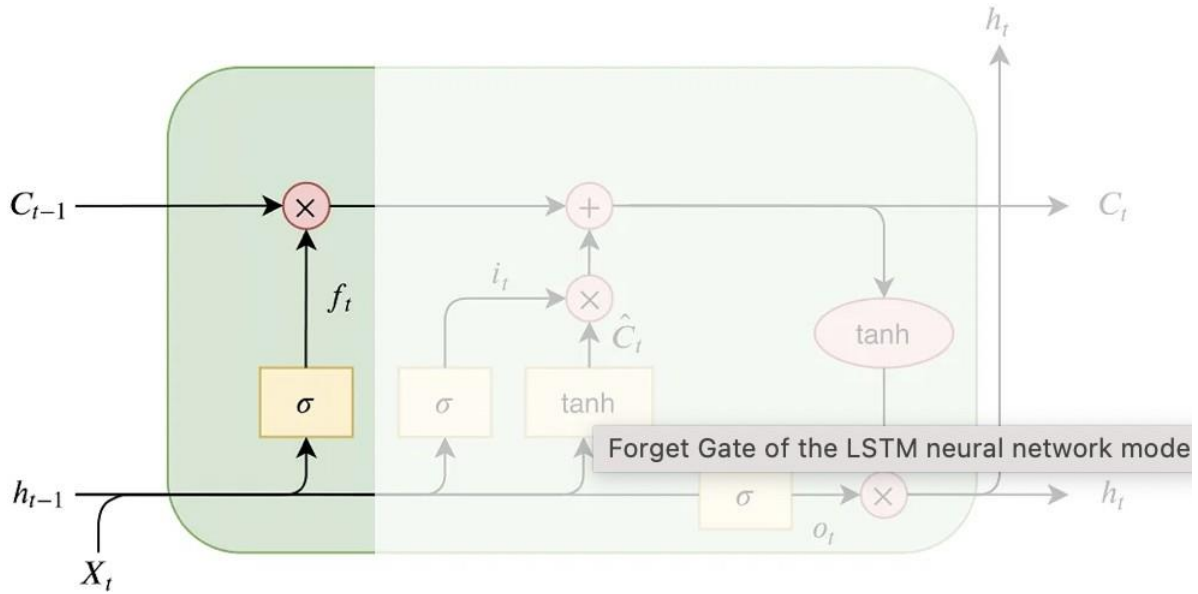 h_t
C_{t-1}
×
+
C_t
i_t
×
f_t
Ĉ_t
tanh
σ
σ
tanh
Forget Gate of the LSTM neural network mode
h_{t-1}
σ
×
h_t
o_t
X_t